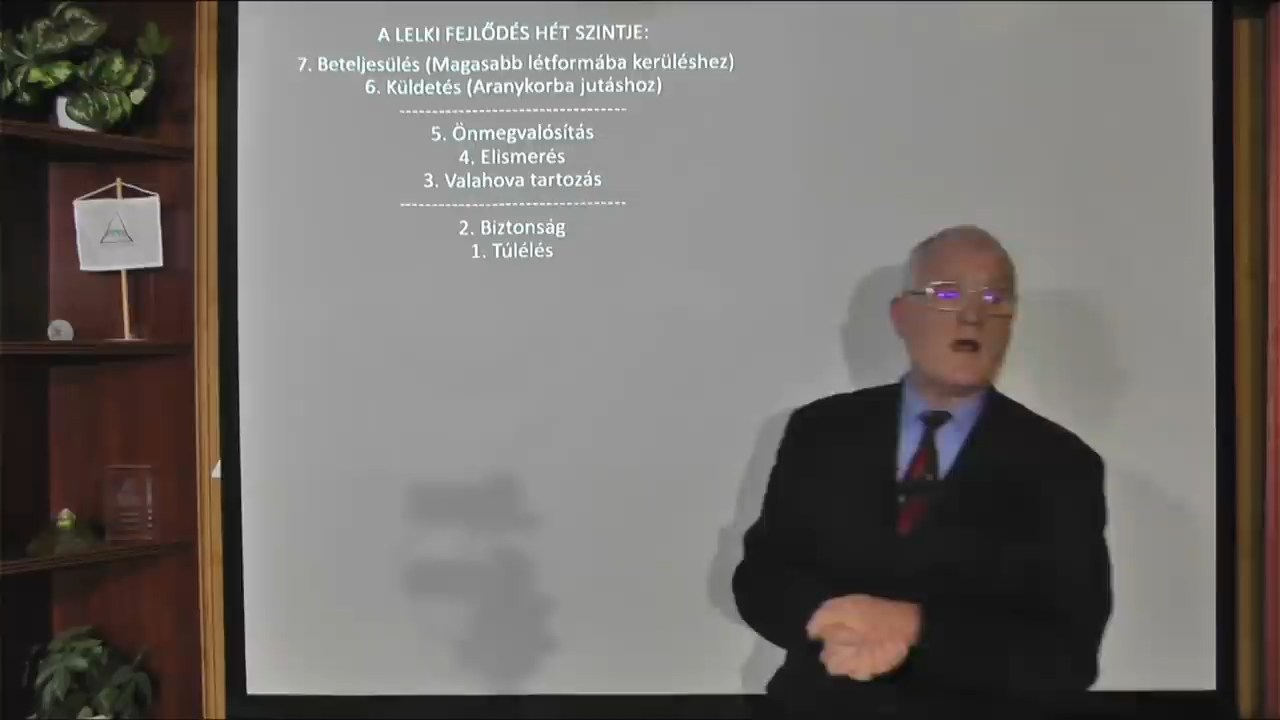 A LELKI FEJLŐDÉS HÉT SZINTJE:
7. Beteljesülés (Magasabb létformába kerüléshez)
6. Küldetés (Aranykorba jutáshoz)
-----------------------------------
5. Önmegvalósítás
4. Elismerés
3. Valahova tartozás
-----------------------------------
2. Biztonság
1. Túlélés